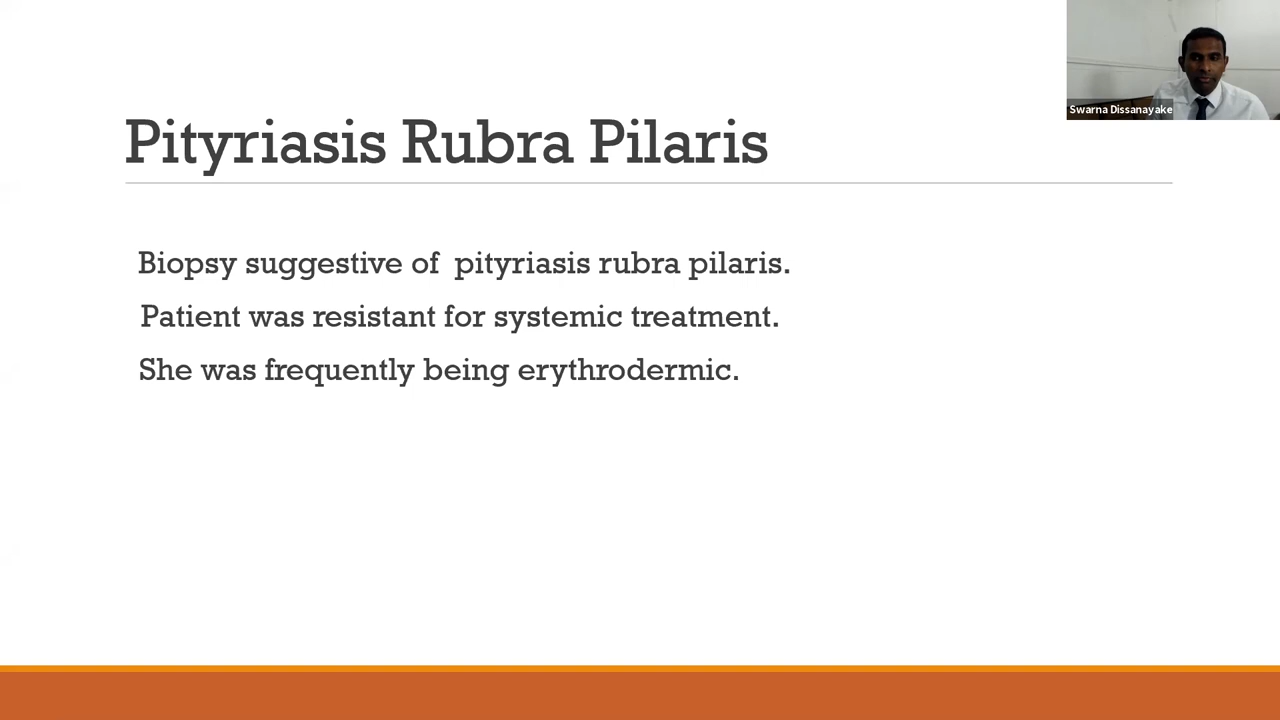 Swarna Dissanayake
Pityriasis Rubra Pilaris
Biopsy suggestive of pityriasis rubra pilaris.
Patient was resistant for systemic treatment.
She was frequently being erythrodermic.